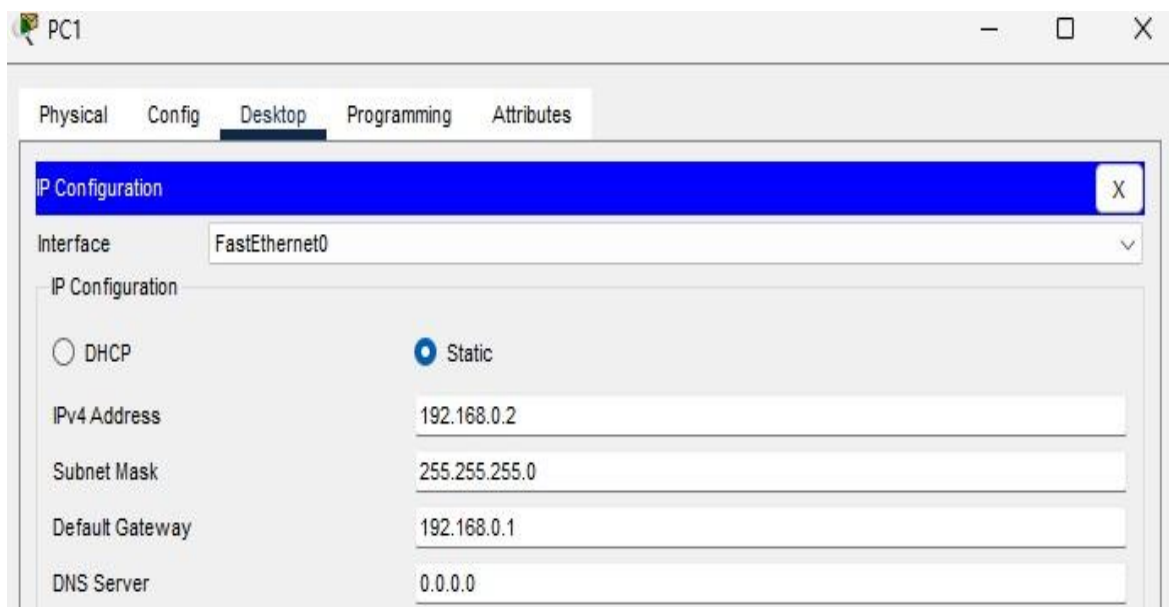 PC1
Physical Config Desktop Programming Attributes
IP Configuration X
Interface FastEthernet0
IP Configuration
DHCP Static
IPv4 Address 192.168.0.2
Subnet Mask 255.255.255.0
Default Gateway 192.168.0.1
DNS Server 0.0.0.0